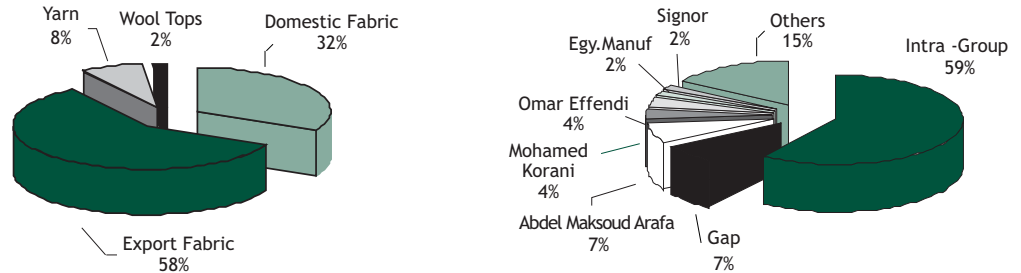 Yarn
8%
Wool Tops
2%
Domestic Fabric
32%
Export Fabric
58%
Signor
2%
Others
15%
Intra -Group
59%
Egy.Manuf
2%
Omar Effendi
4%
Mohamed
Korani
4%
Abdel Maksoud Arafa
7%
Gap
7%